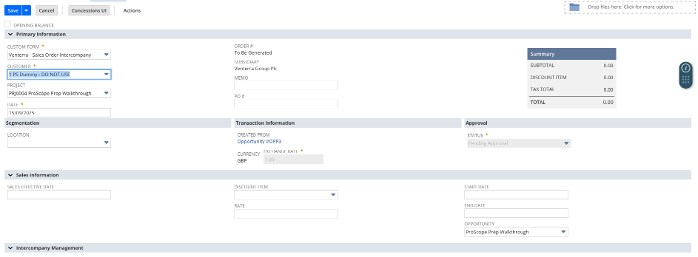 Save Cancel Concessions UI Actions
Drop files here. Click for more options.
OPENING BALANCE
Primary Information
CUSTOM FORM *
Venterra - Sales Order Intercompany
CUSTOMER *
1 PS Dummy - DO NOT USE
PROJECT
PRJ0054 ProScope Prep Walkthrough
DATE *
15/09/2025
ORDER #
To Be Generated
SUBSIDIARY
Venterra Group Plc
MEMO
PO #
Summary
SUBTOTAL 0.00
DISCOUNT ITEM 0.00
TAX TOTAL 0.00
TOTAL 0.00
Segmentation
LOCATION
Transaction Information
CREATED FROM
Opportunity #OPP3
CURRENCY
GBP
EXCHANGE RATE *
1.00
Approval
STATUS *
Pending Approval
Sales Information
SALES EFFECTIVE DATE
DISCOUNT ITEM
RATE
START DATE
END DATE
OPPORTUNITY
ProScope Prep Walkthrough
Intercompany Management